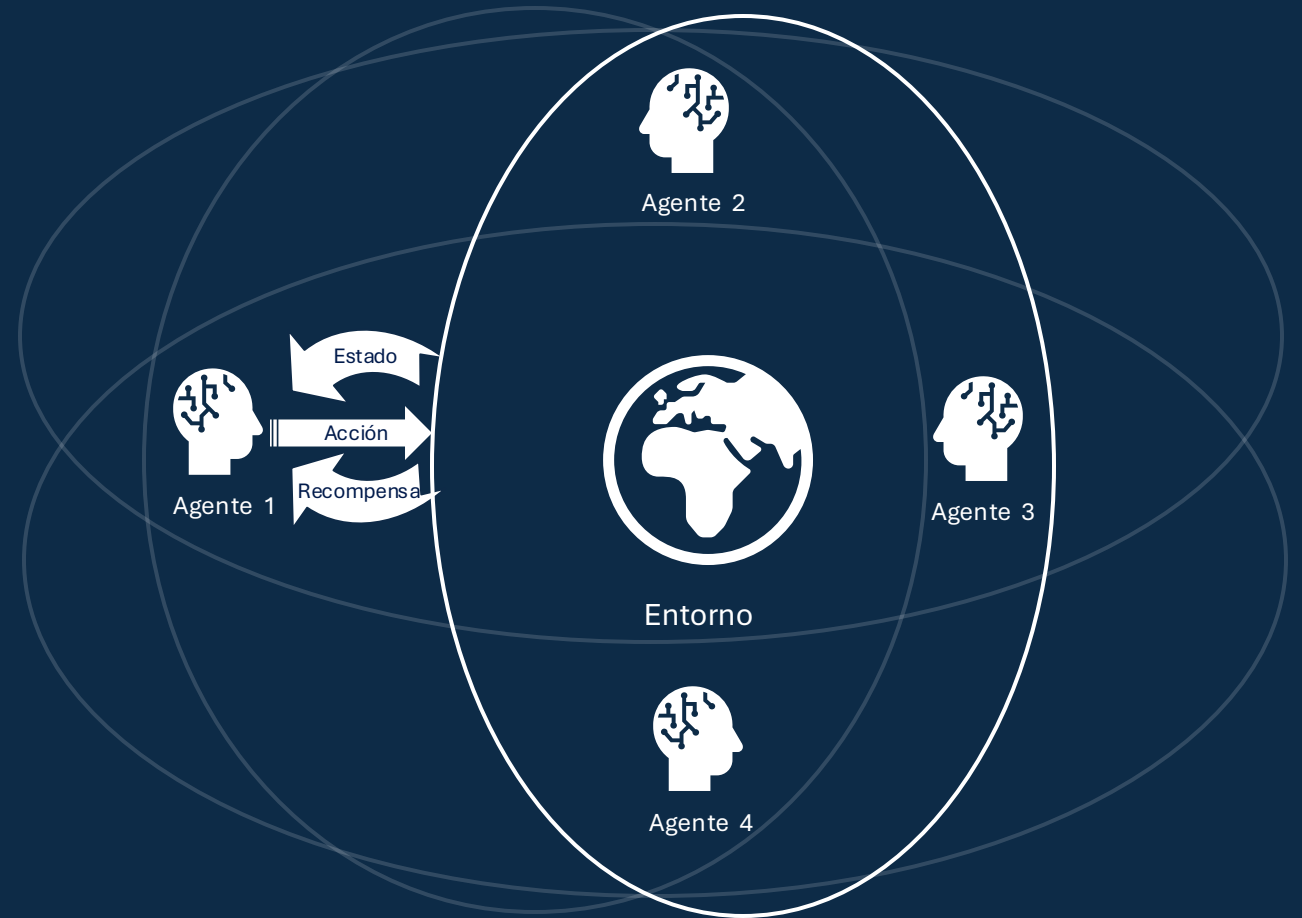 Agente 2
Estado
Acción
Recompensa
Agente 1
Agente 3
Entorno
Agente 4